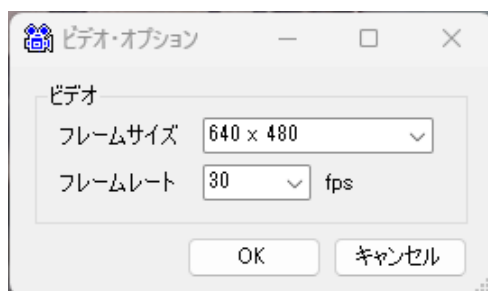 ビデオ・オプション
ビデオ
フレームサイズ 640 x 480
フレームレート 30 fps
OK キャンセル